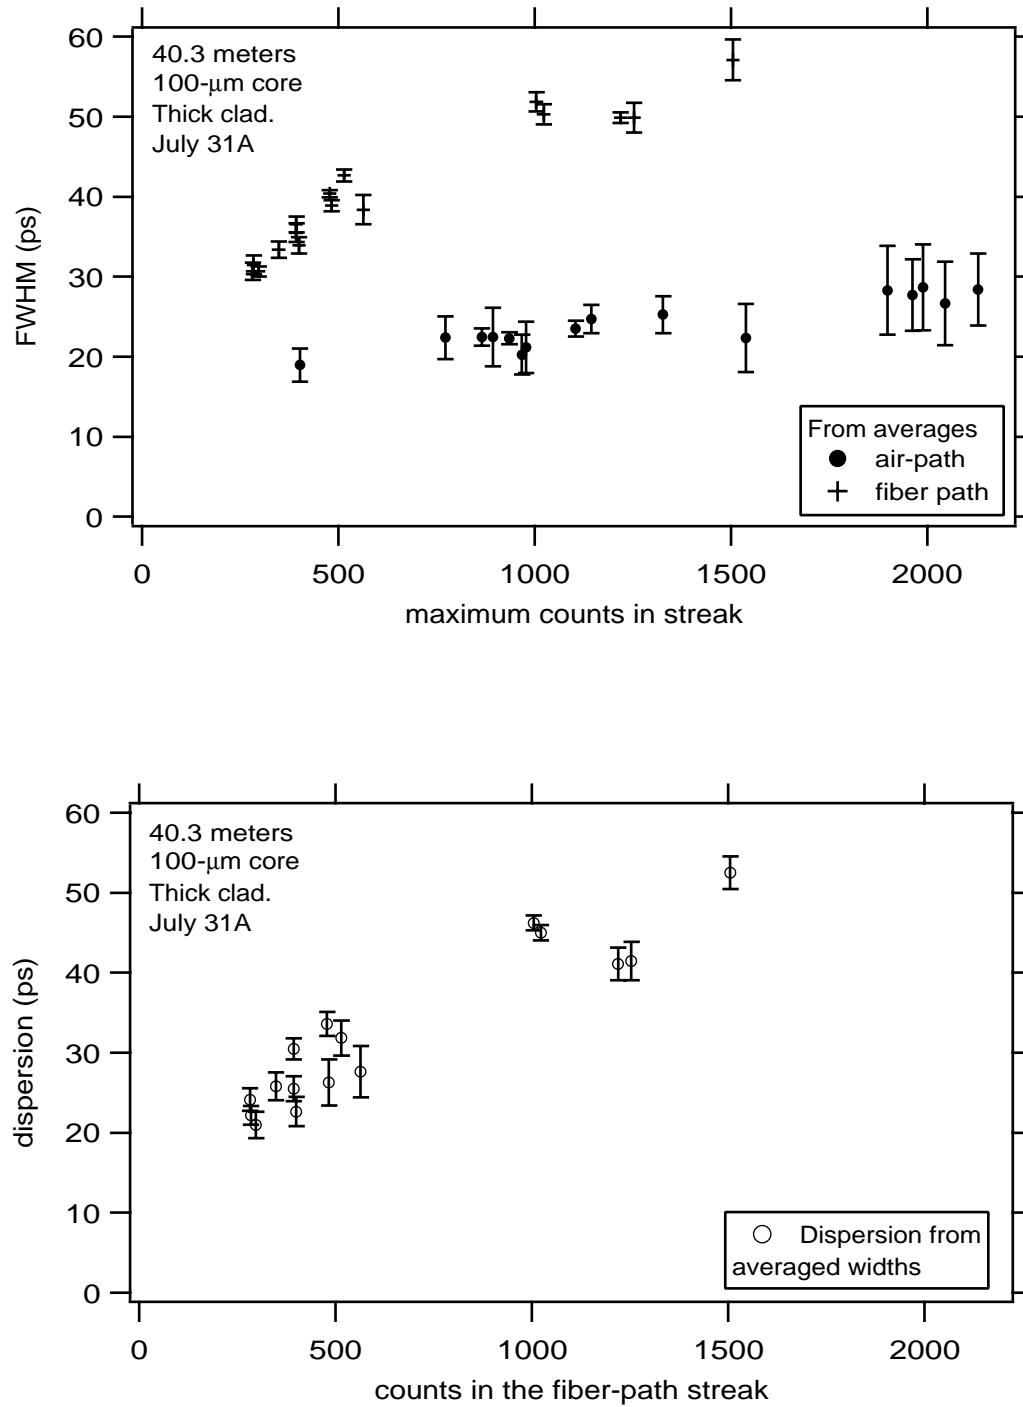 60
50
40
30
20
10
0
FWHM (ps)
40.3 meters
100-μm core
Thick clad.
July 31A
From averages
air-path
fiber path
0 500 1000 1500 2000
maximum counts in streak
60
50
40
30
20
10
0
dispersion (ps)
40.3 meters
100-μm core
Thick clad.
July 31A
Dispersion from
averaged widths
0 500 1000 1500 2000
counts in the fiber-path streak